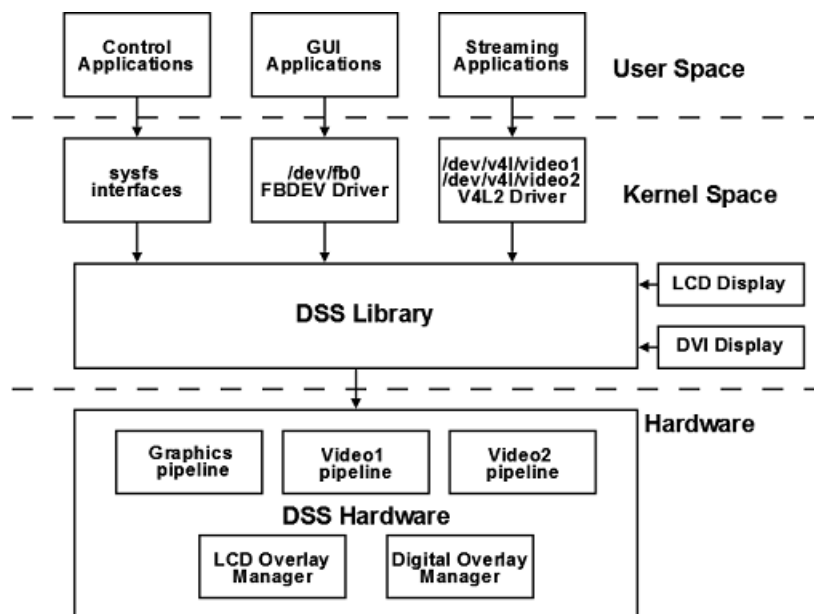 Control
Applications
GUI
Applications
Streaming
Applications
User Space
sysfs
interfaces
/dev/fb0
FBDEV Driver
/dev/v4l/video1
/dev/v4l/video2
V4L2 Driver
Kernel Space
DSS Library
LCD Display
DVI Display
Hardware
Graphics
pipeline
Video1
pipeline
Video2
pipeline
DSS Hardware
LCD Overlay
Manager
Digital Overlay
Manager